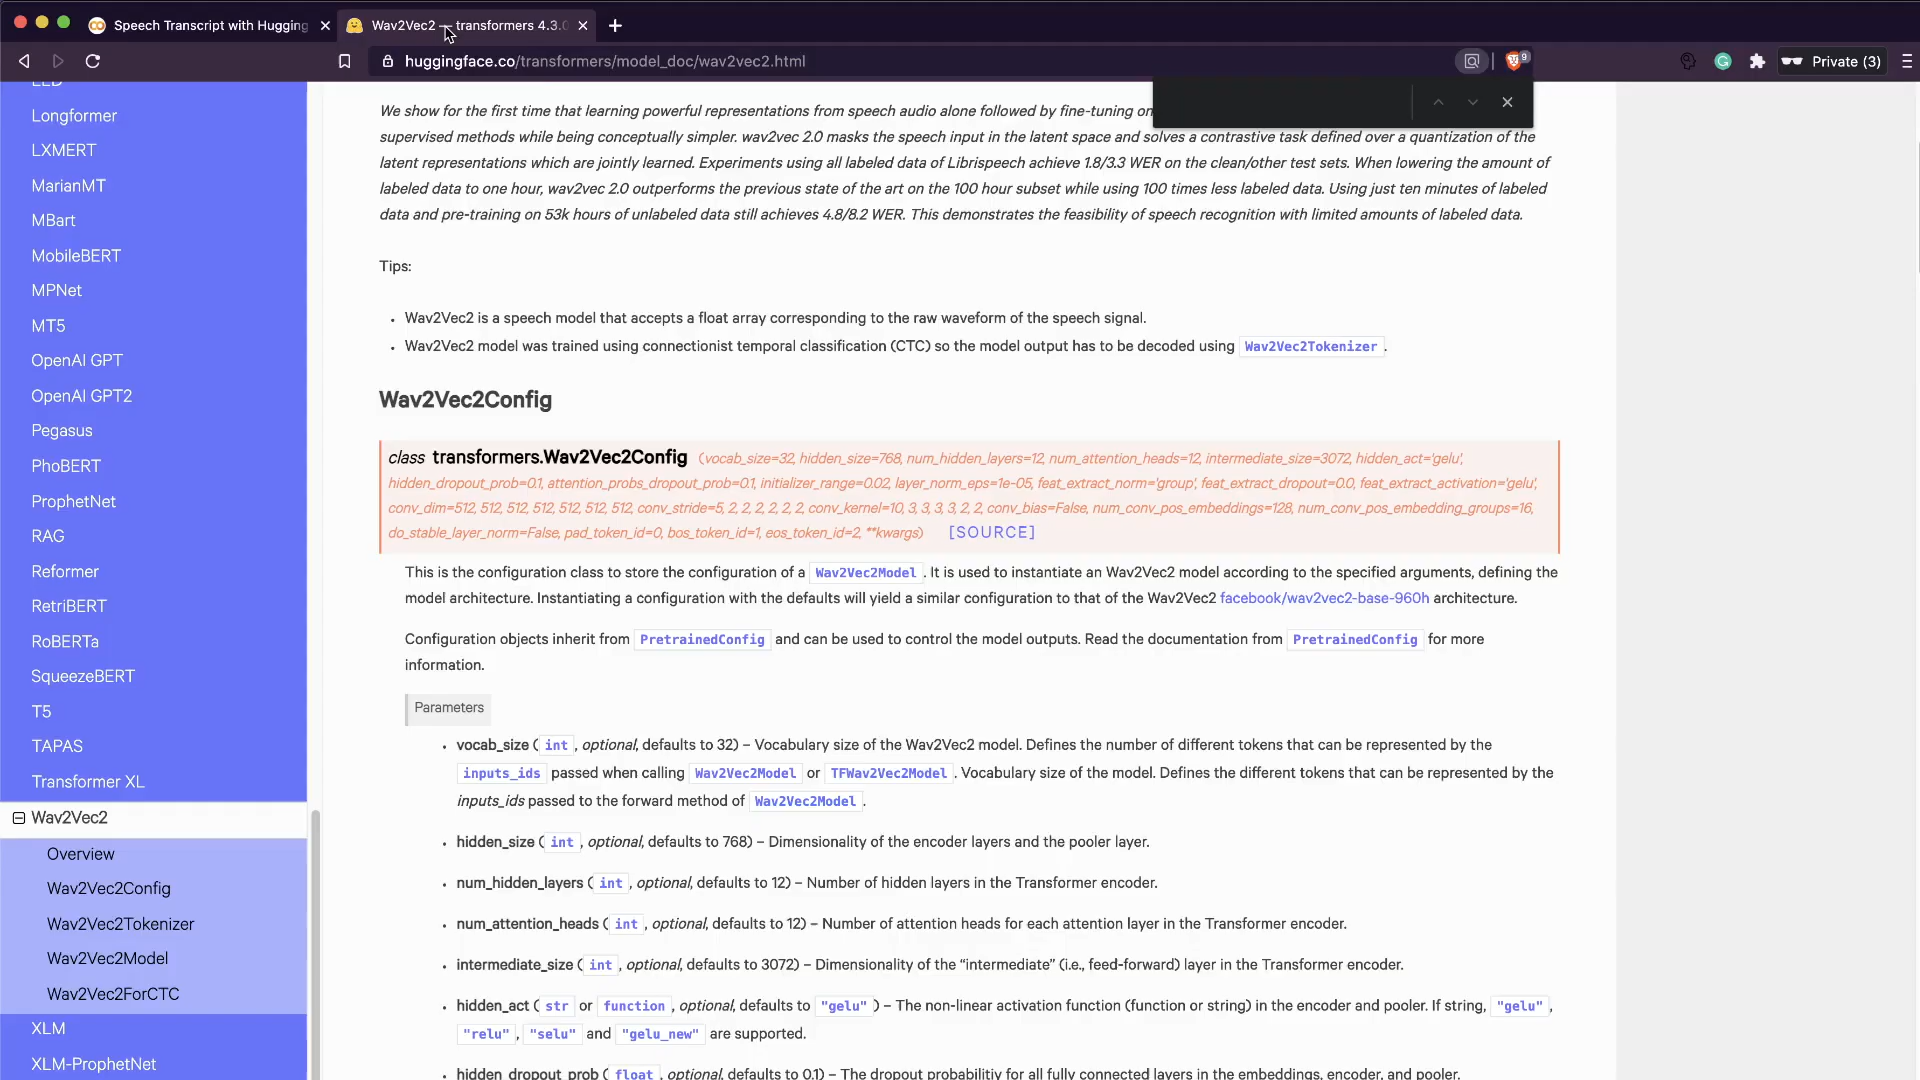 Speech Transcript with Hugging
Wav2Vec2 — transformers 4.3.0
huggingface.co/transformers/model_doc/wav2vec2.html
9
Private (3)
LED
Longformer
LXMERT
MarianMT
MBart
MobileBERT
MPNet
MT5
OpenAI GPT
OpenAI GPT2
Pegasus
PhoBERT
ProphetNet
RAG
Reformer
RetriBERT
RoBERTa
SqueezeBERT
T5
TAPAS
Transformer XL
Wav2Vec2
Overview
Wav2Vec2Config
Wav2Vec2Tokenizer
Wav2Vec2Model
Wav2Vec2ForCTC
XLM
XLM-ProphetNet
We show for the first time that learning powerful representations from speech audio alone followed by fine-tuning on
supervised methods while being conceptually simpler. wav2vec 2.0 masks the speech input in the latent space and solves a contrastive task defined over a quantization of the
latent representations which are jointly learned. Experiments using all labeled data of Librispeech achieve 1.8/3.3 WER on the clean/other test sets. When lowering the amount of
labeled data to one hour, wav2vec 2.0 outperforms the previous state of the art on the 100 hour subset while using 100 times less labeled data. Using just ten minutes of labeled
data and pre-training on 53k hours of unlabeled data still achieves 4.8/8.2 WER. This demonstrates the feasibility of speech recognition with limited amounts of labeled data.
Tips:
• Wav2Vec2 is a speech model that accepts a float array corresponding to the raw waveform of the speech signal.
• Wav2Vec2 model was trained using connectionist temporal classification (CTC) so the model output has to be decoded using Wav2Vec2Tokenizer.
Wav2Vec2Config
class transformers.Wav2Vec2Config (vocab_size=32, hidden_size=768, num_hidden_layers=12, num_attention_heads=12, intermediate_size=3072, hidden_act='gelu',
hidden_dropout_prob=0.1, attention_probs_dropout_prob=0.1, initializer_range=0.02, layer_norm_eps=1e-05, feat_extract_norm='group', feat_extract_dropout=0.0, feat_extract_activation='gelu',
conv_dim=512, 512, 512, 512, 512, 512, 512, conv_stride=5, 2, 2, 2, 2, 2, 2, conv_kernel=10, 3, 3, 3, 3, 2, 2, conv_bias=False, num_conv_pos_embeddings=128, num_conv_pos_embedding_groups=16,
do_stable_layer_norm=False, pad_token_id=0, bos_token_id=1, eos_token_id=2, **kwargs) [SOURCE]
This is the configuration class to store the configuration of a Wav2Vec2Model. It is used to instantiate an Wav2Vec2 model according to the specified arguments, defining the
model architecture. Instantiating a configuration with the defaults will yield a similar configuration to that of the Wav2Vec2 facebook/wav2vec2-base-960h architecture.
Configuration objects inherit from PretrainedConfig and can be used to control the model outputs. Read the documentation from PretrainedConfig for more
information.
Parameters
• vocab_size (int, optional, defaults to 32) – Vocabulary size of the Wav2Vec2 model. Defines the number of different tokens that can be represented by the
inputs_ids passed when calling Wav2Vec2Model or TFWav2Vec2Model. Vocabulary size of the model. Defines the different tokens that can be represented by the
inputs_ids passed to the forward method of Wav2Vec2Model.
• hidden_size (int, optional, defaults to 768) – Dimensionality of the encoder layers and the pooler layer.
• num_hidden_layers (int, optional, defaults to 12) – Number of hidden layers in the Transformer encoder.
• num_attention_heads (int, optional, defaults to 12) – Number of attention heads for each attention layer in the Transformer encoder.
• intermediate_size (int, optional, defaults to 3072) – Dimensionality of the “intermediate” (i.e., feed-forward) layer in the Transformer encoder.
• hidden_act (str or function, optional, defaults to "gelu") – The non-linear activation function (function or string) in the encoder and pooler. If string, "gelu",
"relu", "selu" and "gelu_new" are supported.
• hidden_dropout_prob (float, optional, defaults to 0.1) – The dropout probabilitiy for all fully connected layers in the embeddings, encoder, and pooler.